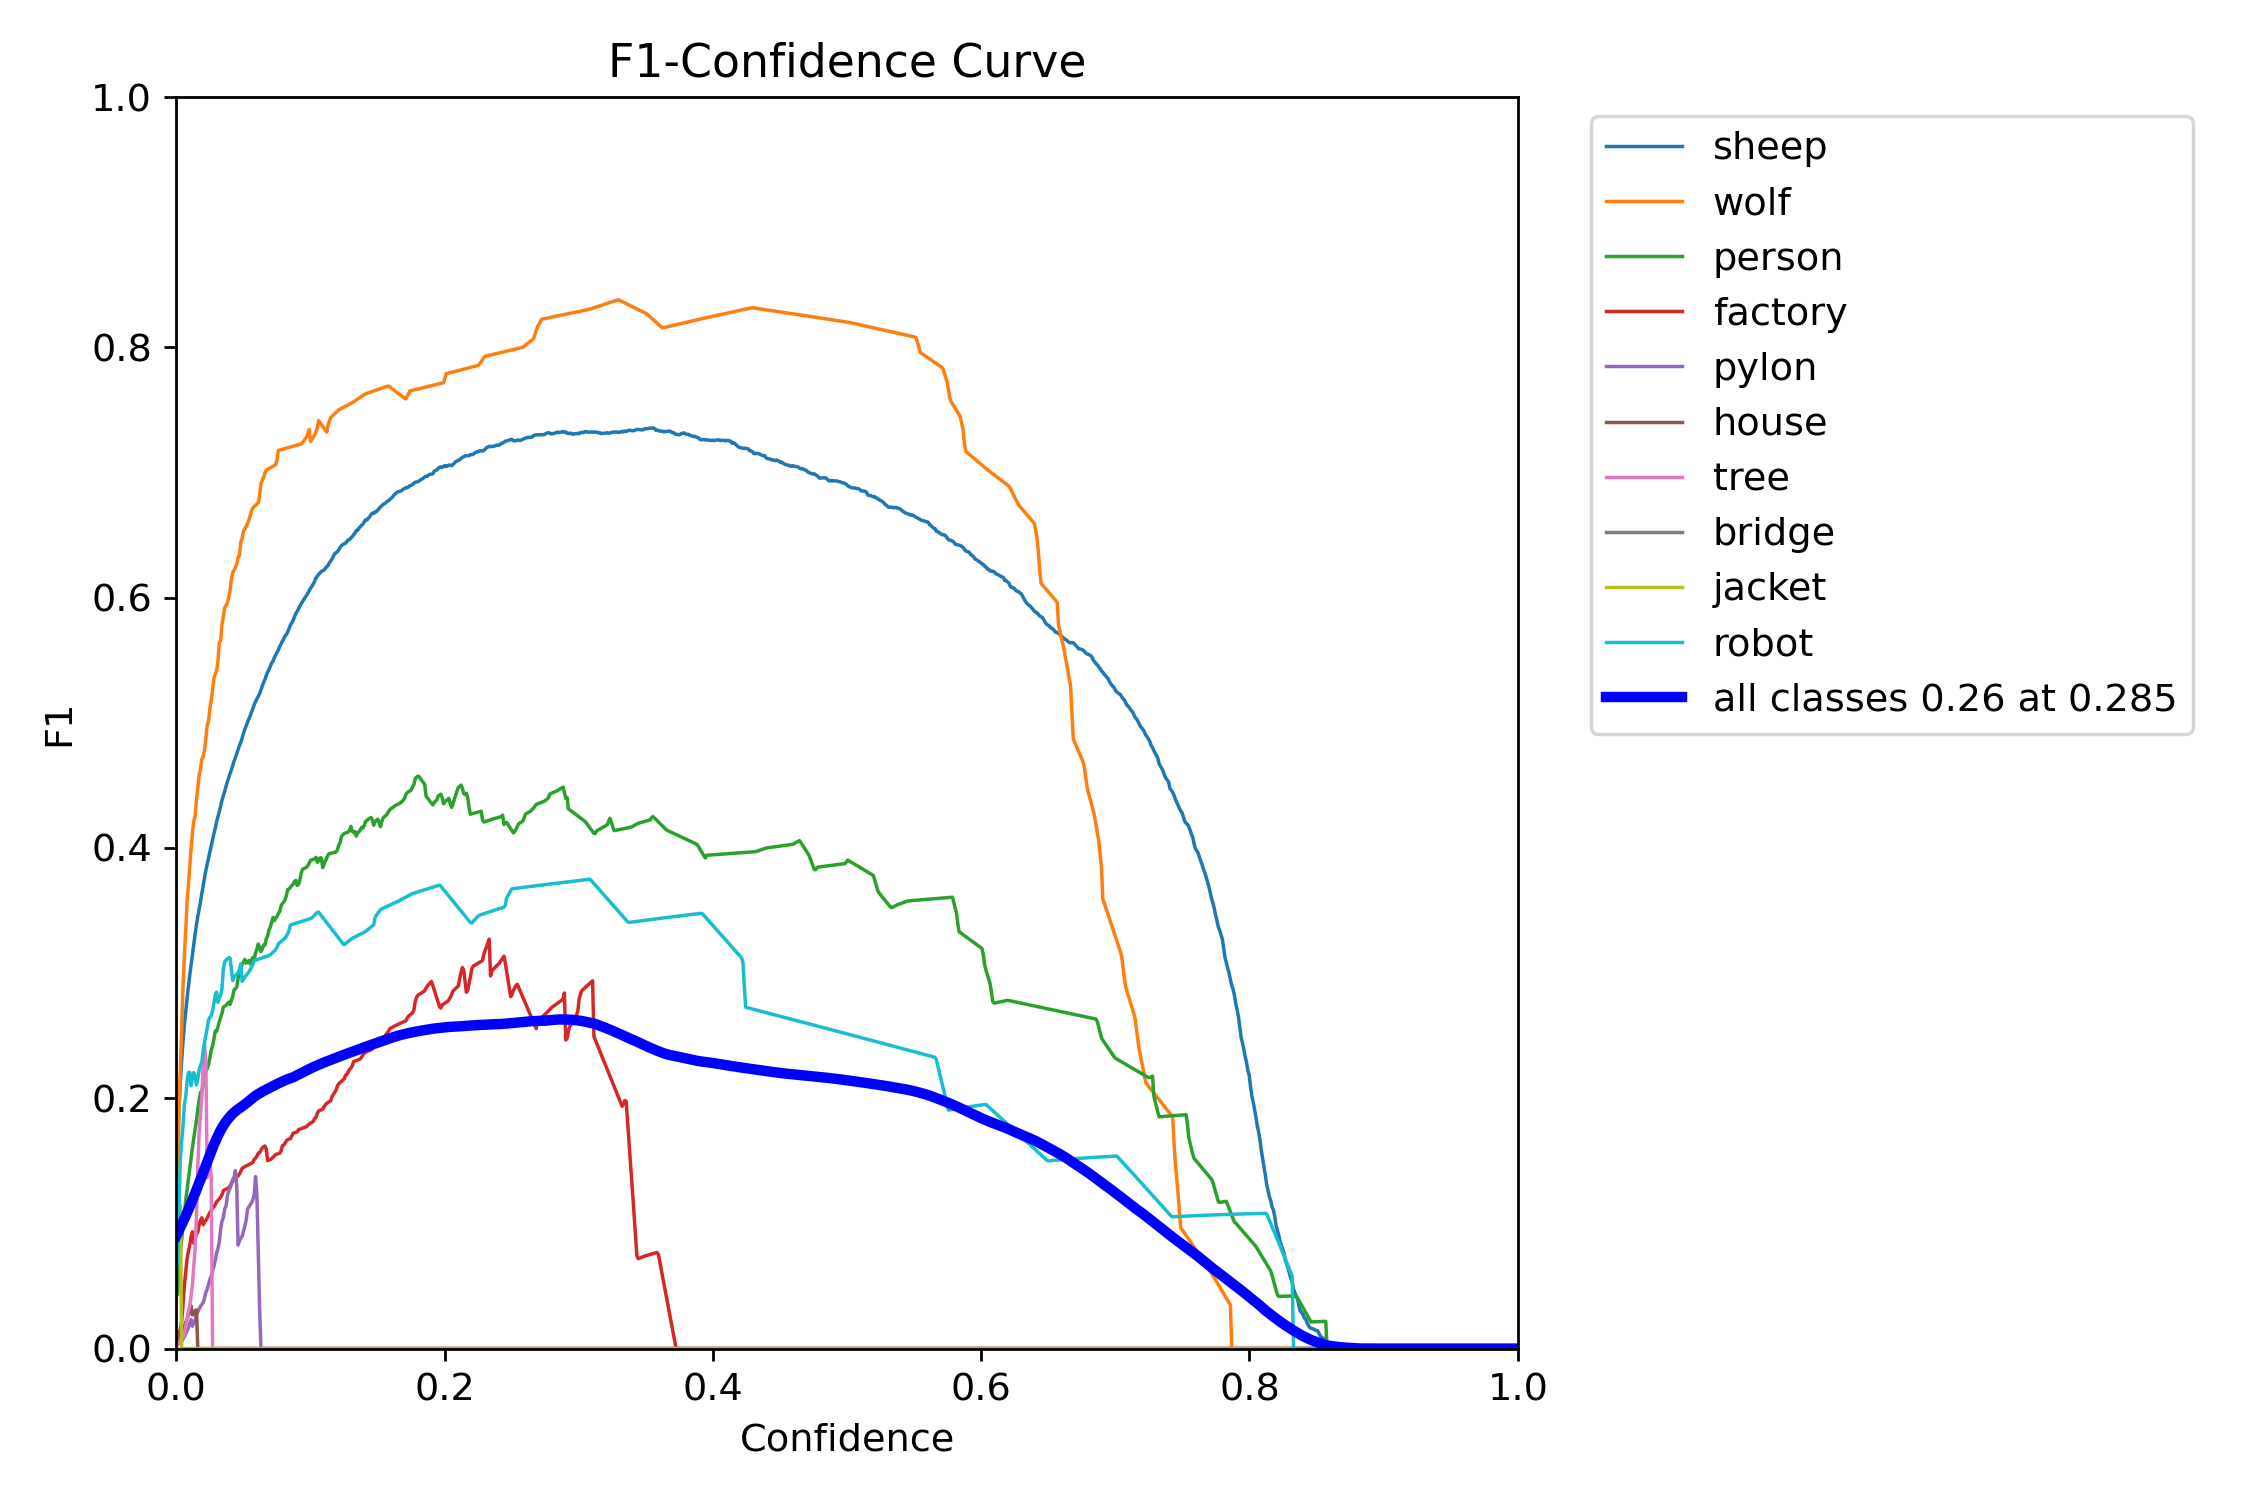 F1-Confidence Curve
1.0
0.8
0.6
0.4
0.2
0.0
F1
0.0 0.2 0.4 0.6 0.8 1.0
Confidence
sheep
wolf
person
factory
pylon
house
tree
bridge
jacket
robot
all classes 0.26 at 0.285